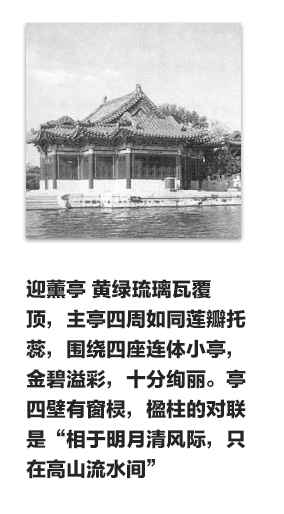 迎薰亭 黄绿琉璃瓦覆
顶，主亭四周如同莲瓣托
蕊，围绕四座连体小亭，
金碧溢彩，十分绚丽。亭
四壁有窗棂，楹柱的对联
是“相于明月清风际，只
在高山流水间”